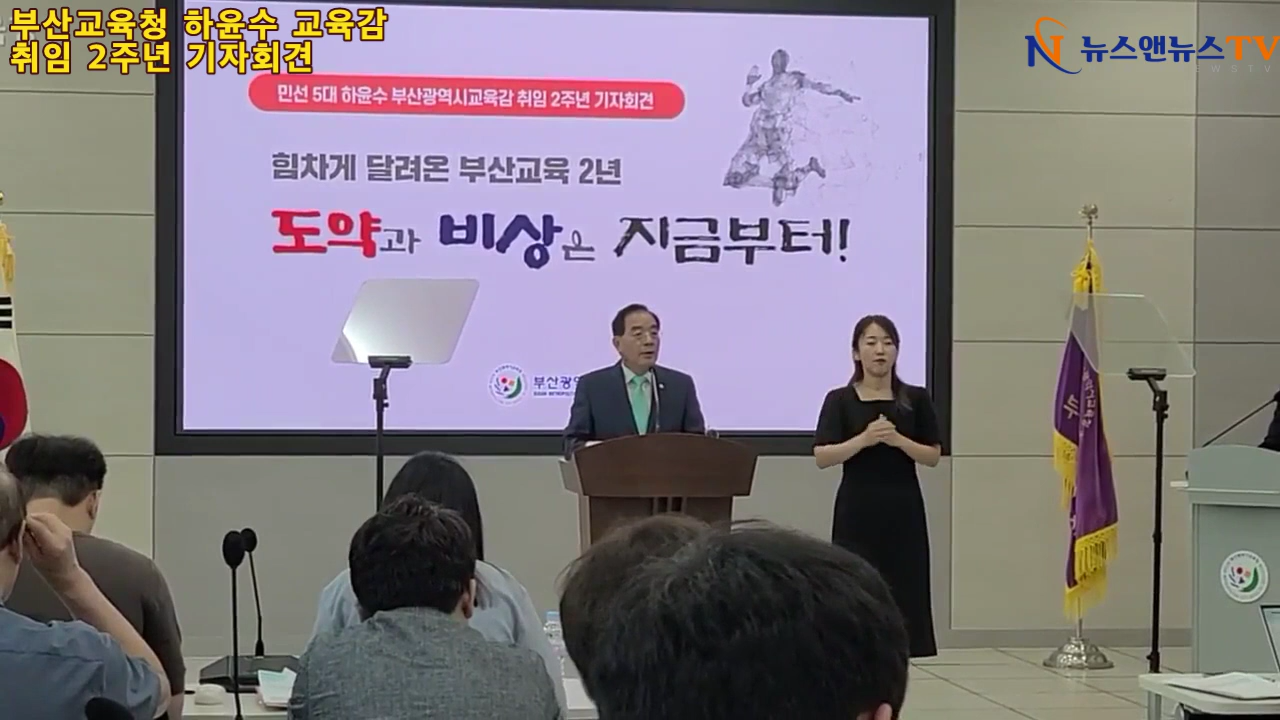 부산교육청 하윤수 교육감
취임 2주년 기자회견
뉴스앤뉴스TV
민선 5대 하윤수 부산광역시교육감 취임 2주년 기자회견
힘차게 달려온 부산교육 2년
도약과 비상은 지금부터!
부산광역